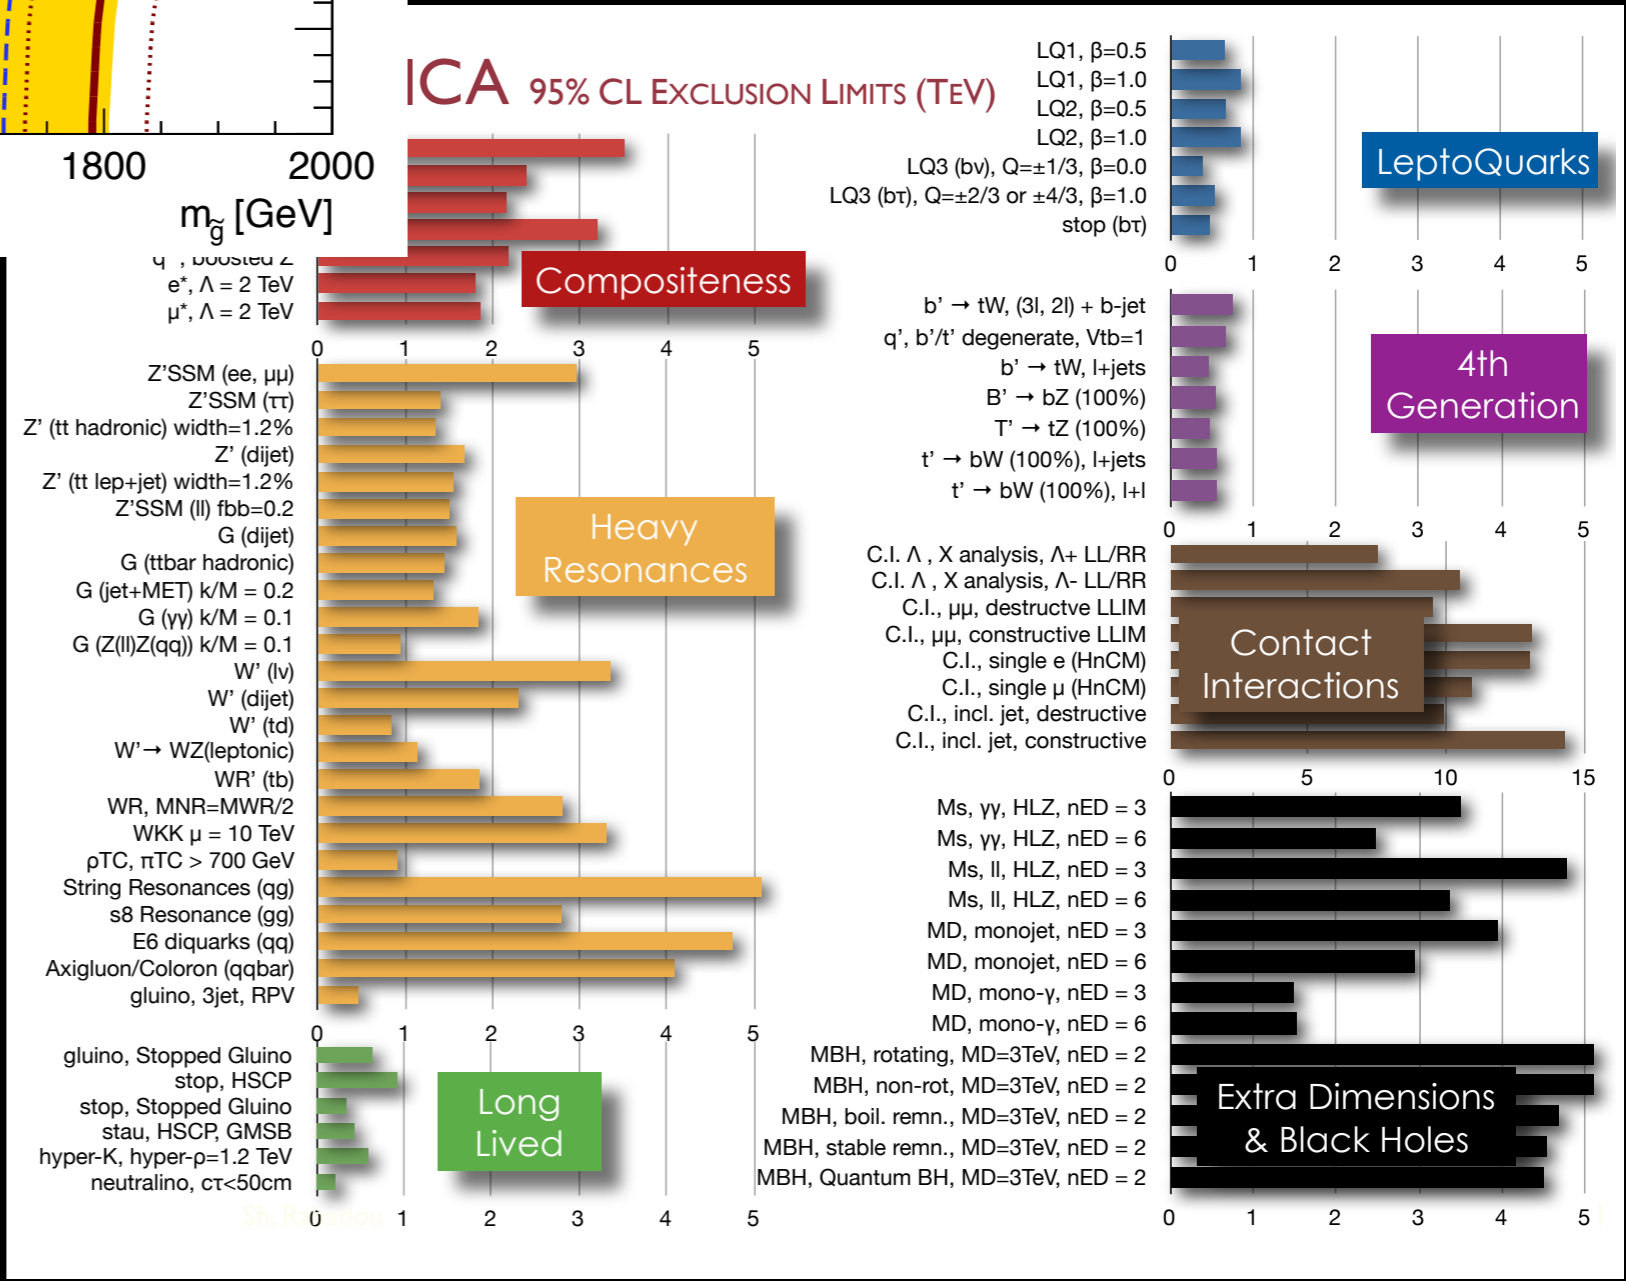 1800 2000
m_g̃ [GeV]
ICA 95% CL EXCLUSION LIMITS (TEV)
q*, boosted Z
e*, Λ = 2 TeV
μ*, Λ = 2 TeV
Compositeness
0 1 2 3 4 5
Z’SSM (ee, μμ)
Z’SSM (ττ)
Z’ (tt hadronic) width=1.2%
Z’ (dijet)
Z’ (tt lep+jet) width=1.2%
Z’SSM (ll) fbb=0.2
G (dijet)
G (ttbar hadronic)
G (jet+MET) k/M = 0.2
G (γγ) k/M = 0.1
G (Z(ll)Z(qq)) k/M = 0.1
W’ (lν)
W’ (dijet)
W’ (td)
W’→ WZ(leptonic)
WR’ (tb)
WR, MNR=MWR/2
WKK μ = 10 TeV
ρTC, πTC > 700 GeV
String Resonances (qg)
s8 Resonance (gg)
E6 diquarks (qq)
Axigluon/Coloron (qqbar)
gluino, 3jet, RPV
Heavy
Resonances
0 1 2 3 4 5
gluino, Stopped Gluino
stop, HSCP
stop, Stopped Gluino
stau, HSCP, GMSB
hyper-K, hyper-ρ=1.2 TeV
neutralino, cτ<50cm
Long
Lived
0 1 2 3 4 5
LQ1, β=0.5
LQ1, β=1.0
LQ2, β=0.5
LQ2, β=1.0
LQ3 (bν), Q=±1/3, β=0.0
LQ3 (bτ), Q=±2/3 or ±4/3, β=1.0
stop (bτ)
LeptoQuarks
0 1 2 3 4 5
b’ → tW, (3l, 2l) + b-jet
q’, b’/t’ degenerate, Vtb=1
b’ → tW, l+jets
B’ → bZ (100%)
T’ → tZ (100%)
t’ → bW (100%), l+jets
t’ → bW (100%), l+l
4th
Generation
0 1 2 3 4 5
C.I. Λ , X analysis, Λ+ LL/RR
C.I. Λ , X analysis, Λ- LL/RR
C.I., μμ, destructve LLIM
C.I., μμ, constructive LLIM
C.I., single e (HnCM)
C.I., single μ (HnCM)
C.I., incl. jet, destructive
C.I., incl. jet, constructive
Contact
Interactions
0 5 10 15
Ms, γγ, HLZ, nED = 3
Ms, γγ, HLZ, nED = 6
Ms, ll, HLZ, nED = 3
Ms, ll, HLZ, nED = 6
MD, monojet, nED = 3
MD, monojet, nED = 6
MD, mono-γ, nED = 3
MD, mono-γ, nED = 6
MBH, rotating, MD=3TeV, nED = 2
MBH, non-rot, MD=3TeV, nED = 2
MBH, boil. remn., MD=3TeV, nED = 2
MBH, stable remn., MD=3TeV, nED = 2
MBH, Quantum BH, MD=3TeV, nED = 2
Extra Dimensions
& Black Holes
0 1 2 3 4 5